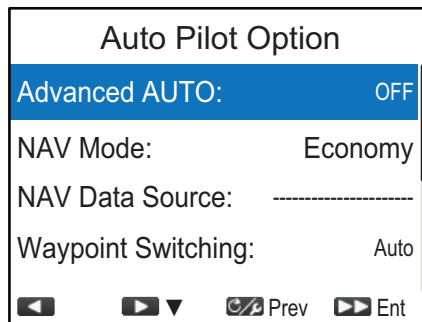 Auto Pilot Option
Advanced AUTO: OFF
NAV Mode: Economy
NAV Data Source: ----------------------
Waypoint Switching: Auto
Prev Ent